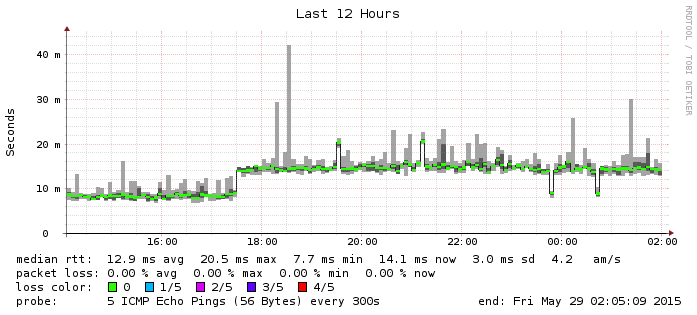 Last 12 Hours
RRDTOOL / TOBI OETIKER
Seconds
40 m
30 m
20 m
10 m
0
16:00 18:00 20:00 22:00 00:00 02:00
median rtt: 12.9 ms avg 20.5 ms max 7.7 ms min 14.1 ms now 3.0 ms sd 4.2 am/s
packet loss: 0.00 % avg 0.00 % max 0.00 % min 0.00 % now
loss color: 0 1/5 2/5 3/5 4/5
probe: 5 ICMP Echo Pings (56 Bytes) every 300s end: Fri May 29 02:05:09 2015